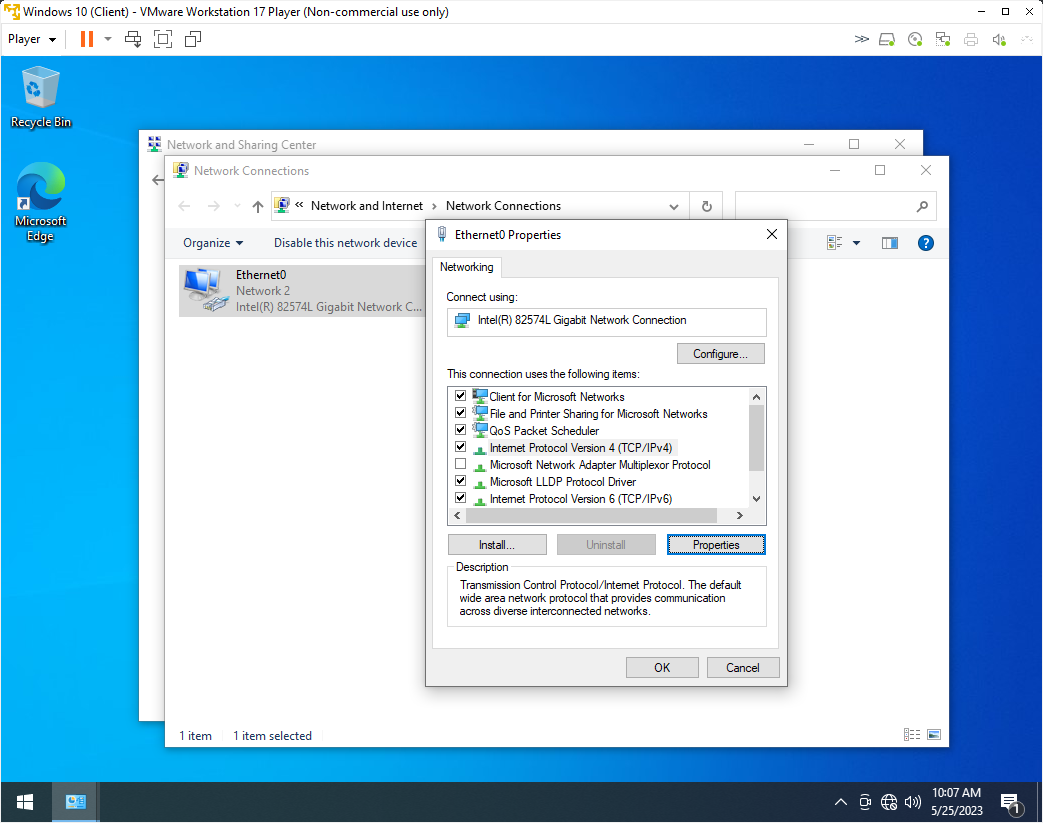 Windows 10 (Client) - VMware Workstation 17 Player (Non-commercial use only)
Player
Recycle Bin
Microsoft
Edge
Network and Sharing Center
Network Connections
« Network and Internet › Network Connections
Organize
Disable this network device
Ethernet0
Network 2
Intel(R) 82574L Gigabit Network C...
Ethernet0 Properties
Networking
Connect using:
Intel(R) 82574L Gigabit Network Connection
Configure...
This connection uses the following items:
Client for Microsoft Networks
File and Printer Sharing for Microsoft Networks
QoS Packet Scheduler
Internet Protocol Version 4 (TCP/IPv4)
Microsoft Network Adapter Multiplexor Protocol
Microsoft LLDP Protocol Driver
Internet Protocol Version 6 (TCP/IPv6)
Install...
Uninstall
Properties
Description
Transmission Control Protocol/Internet Protocol. The default
wide area network protocol that provides communication
across diverse interconnected networks.
OK
Cancel
1 item
1 item selected
10:07 AM
5/25/2023
1